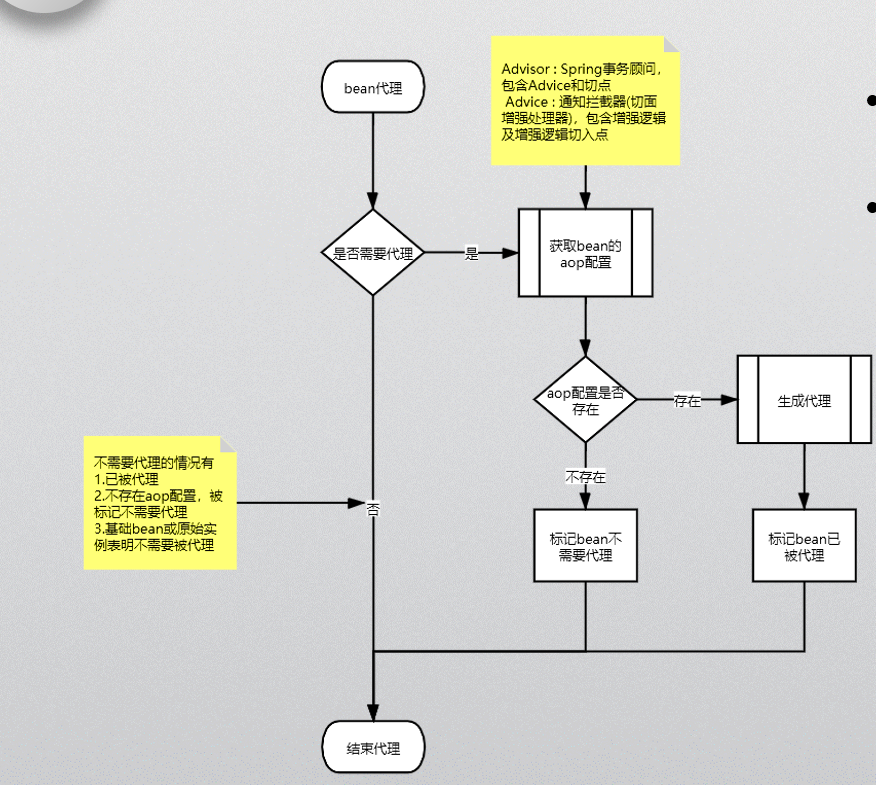 bean代理
Advisor : Spring事务顾问，
包含Advice和切点
Advice : 通知拦截器(切面
增强处理器)，包含增强逻辑
及增强逻辑切入点
是否需要代理
是
获取bean的
aop配置
aop配置是否
存在
存在
生成代理
不存在
不需要代理的情况有
1.已被代理
2.不存在aop配置，被
标记不需要代理
3.基础bean或原始实
例表明不需要被代理
否
标记bean不
需要代理
标记bean已
被代理
结束代理